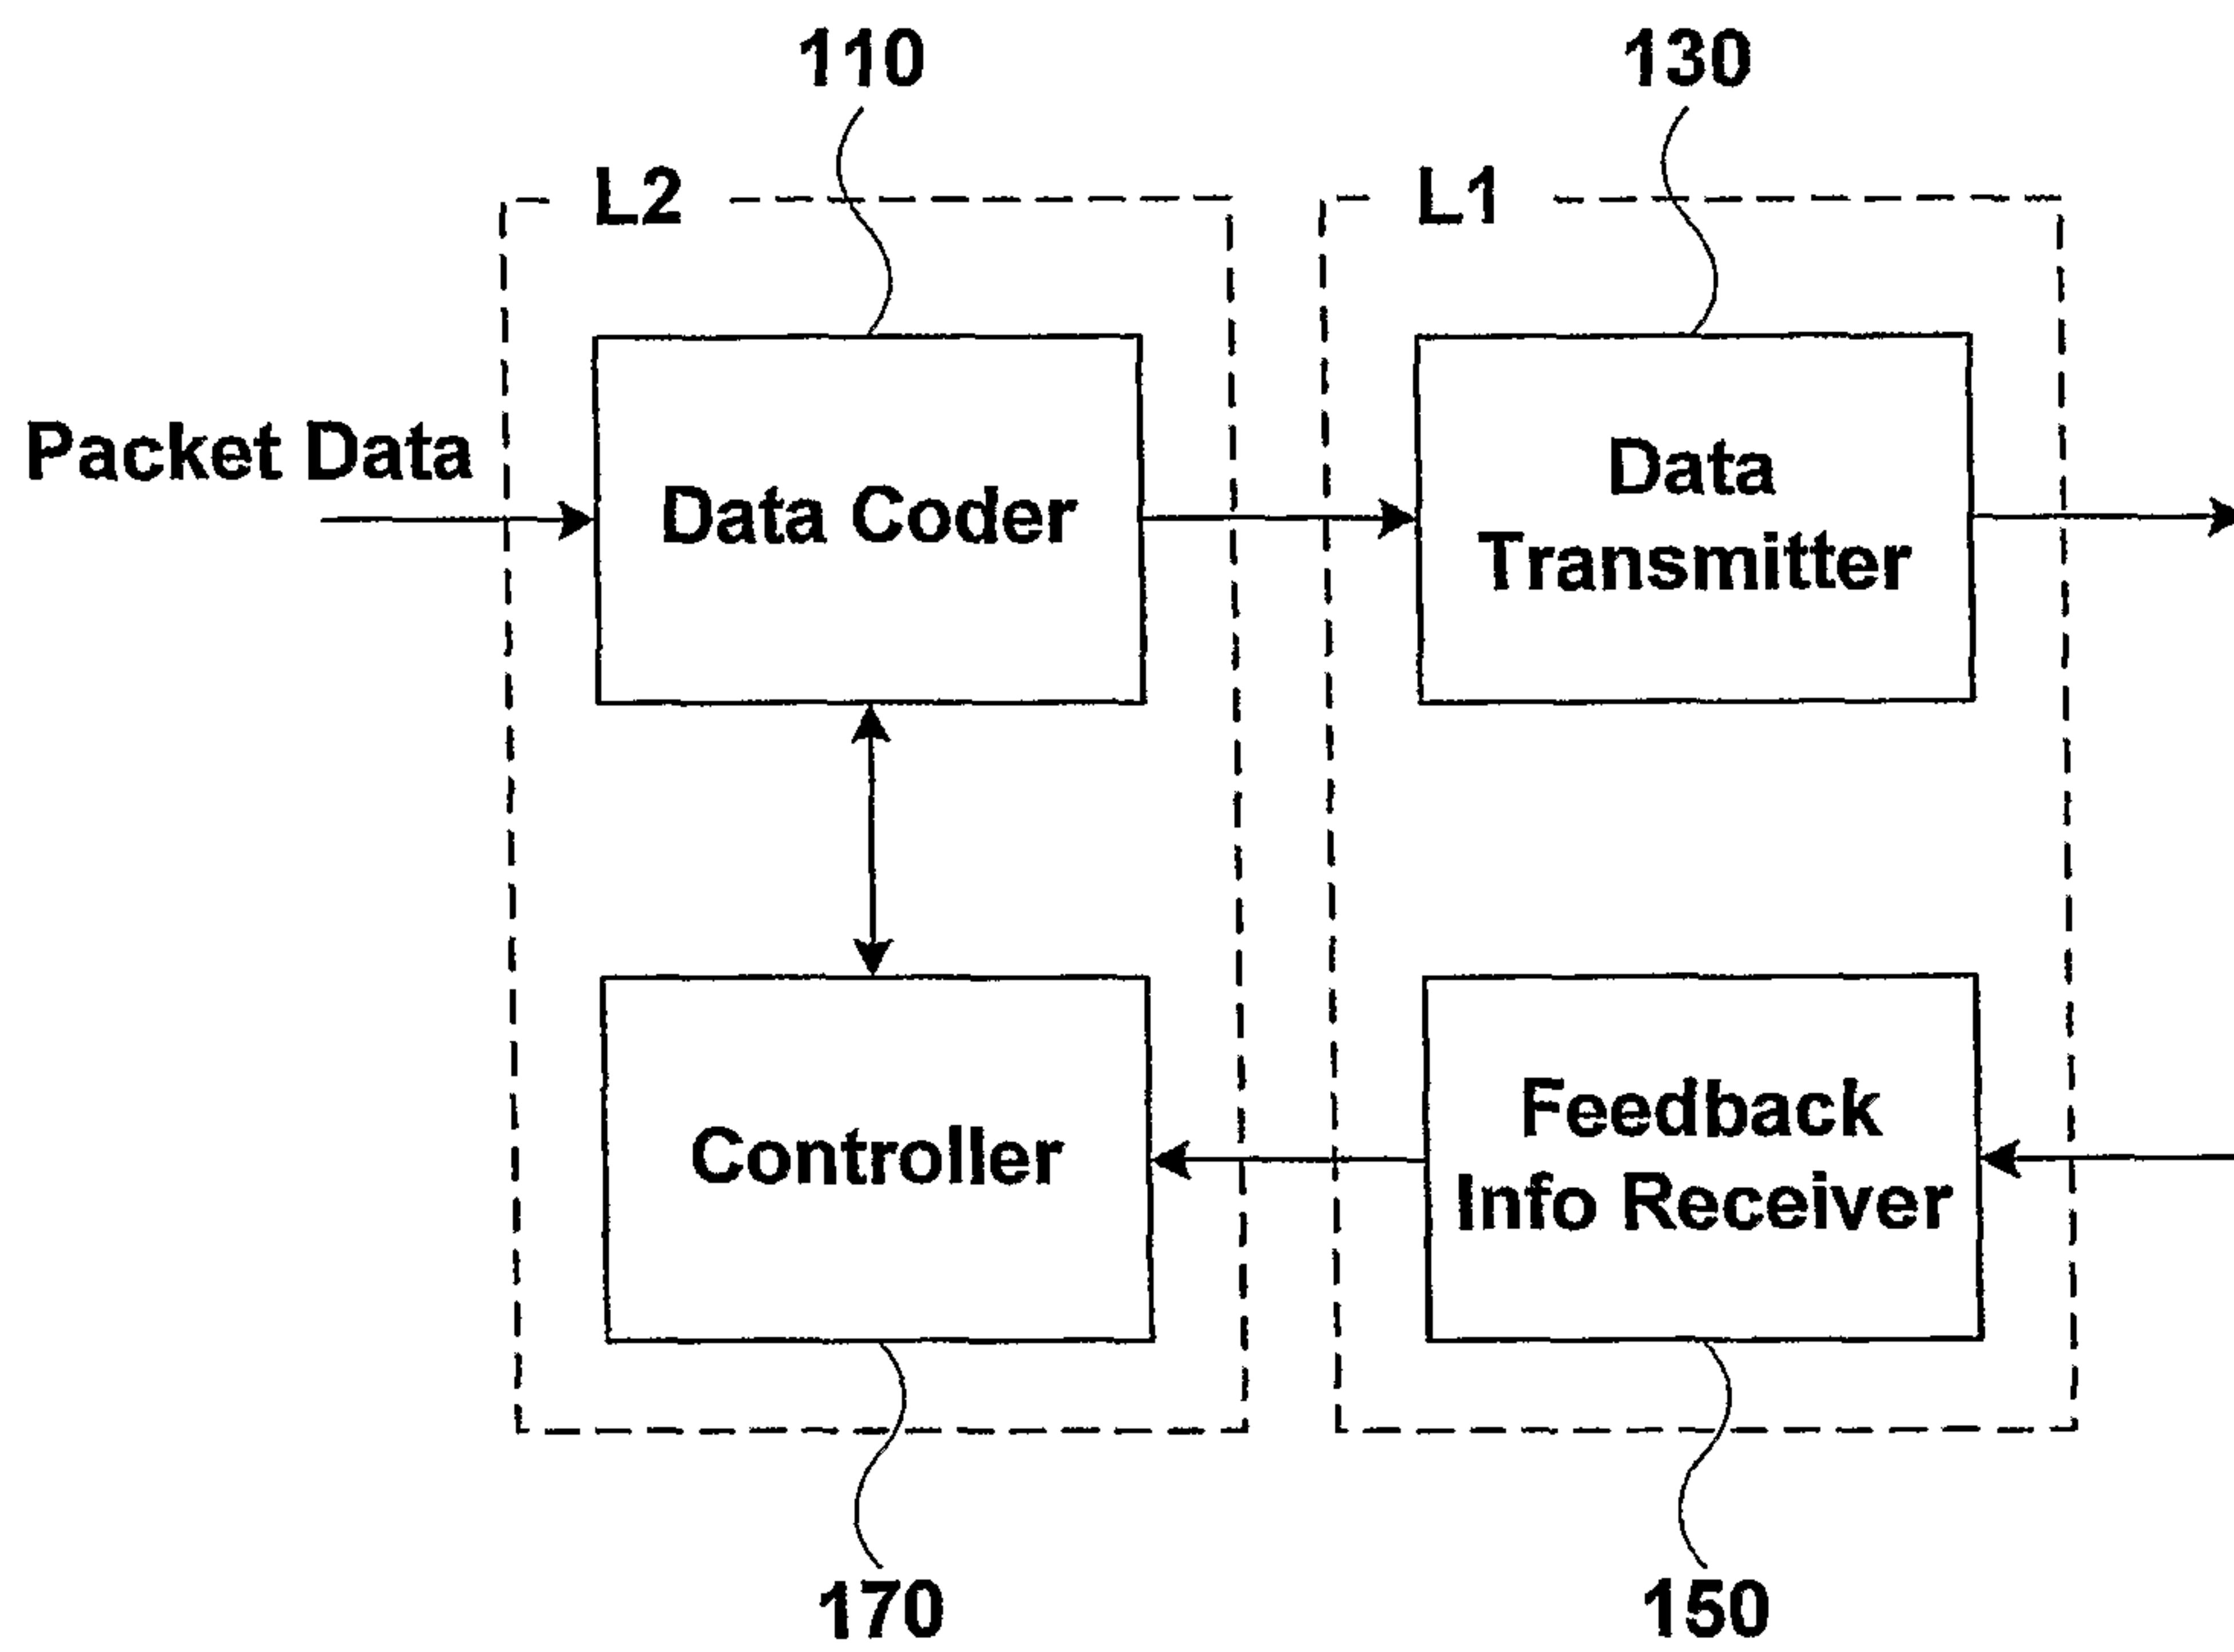 110
130
L2
L1
Packet Data
Data Coder
Data
Transmitter
Controller
Feedback
Info Receiver
170
150